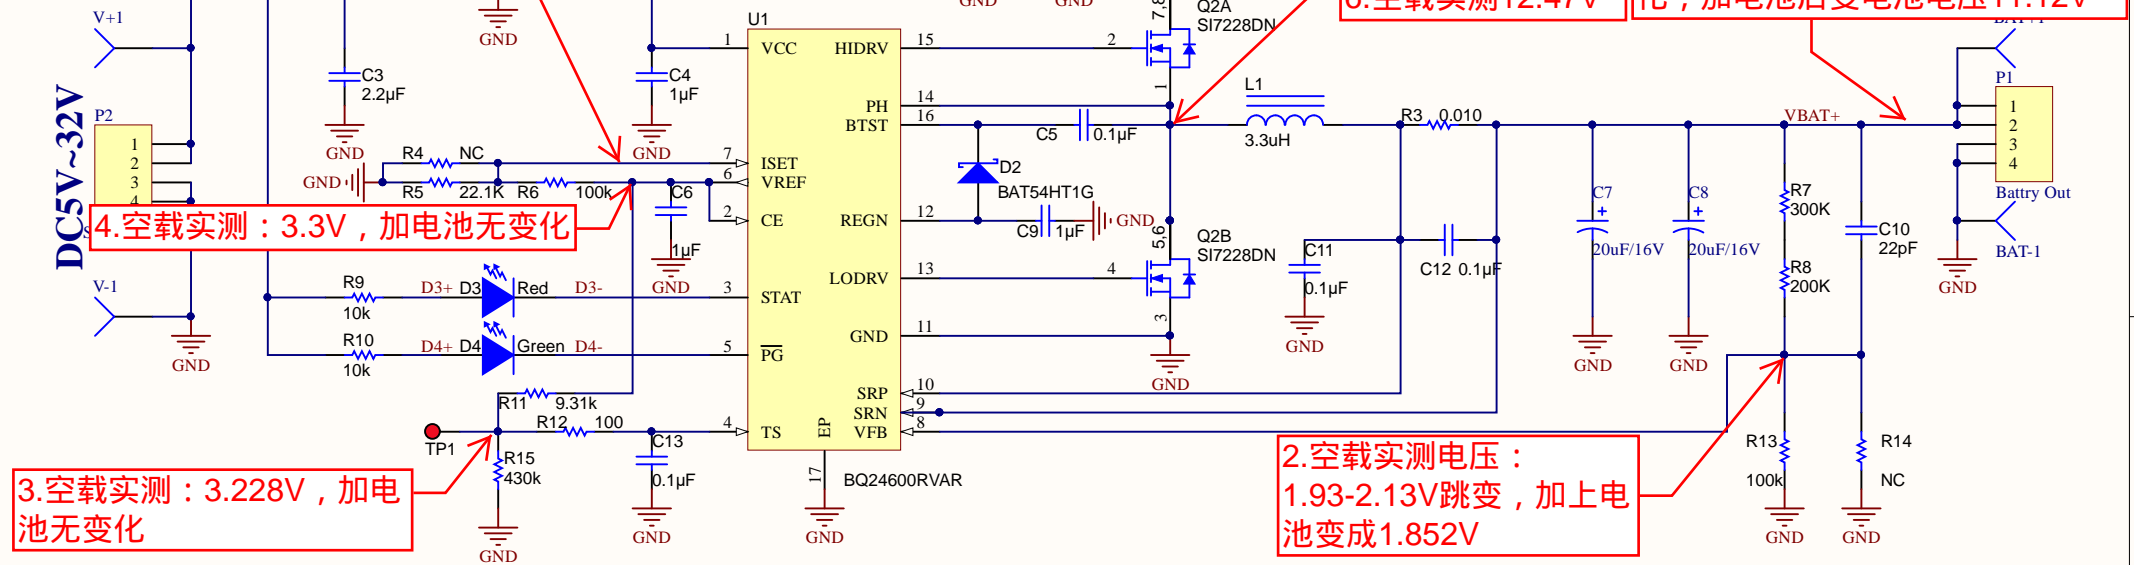 V+1
DC5V~32V
P2
1
2
3
4
V-1
GND
C3
2.2μF
GND
GND
C4
1μF
GND
U1
1
VCC
HIDRV
15
2
Q2A
SI7228DN
7,8
1
PH
14
BTST
16
C5
0.1μF
L1
3.3uH
R3
0.010
VBAT+
P1
1
2
3
4
Battry Out
BAT-1
GND
GND
GND
R4
NC
R5
22.1K
R6
100k
7
ISET
6
VREF
2
CE
C6
1μF
GND
4.空载实测：3.3V，加电池无变化
D2
BAT54HT1G
REGN
12
C9
1μF
GND
5,6
Q2B
SI7228DN
LODRV
13
4
3
GND
11
GND
C11
0.1μF
GND
C12
0.1μF
C7
20uF/16V
GND
C8
20uF/16V
GND
R7
300K
R8
200K
C10
22pF
R9
10k
D3+
D3
Red
D3-
3
STAT
R10
10k
D4+
D4
Green
D4-
5
PG
R11
9.31k
R12
100
4
TS
TP1
R15
430k
GND
C13
0.1μF
GND
EP
17
GND
BQ24600RVAR
SRP
10
SRN
9
VFB
8
R13
100k
GND
R14
NC
GND
3.空载实测：3.228V，加电
池无变化
2.空载实测电压：
1.93-2.13V跳变，加上电
池变成1.852V
空载实测12.47V
化，加电池后变电池电压11.12V